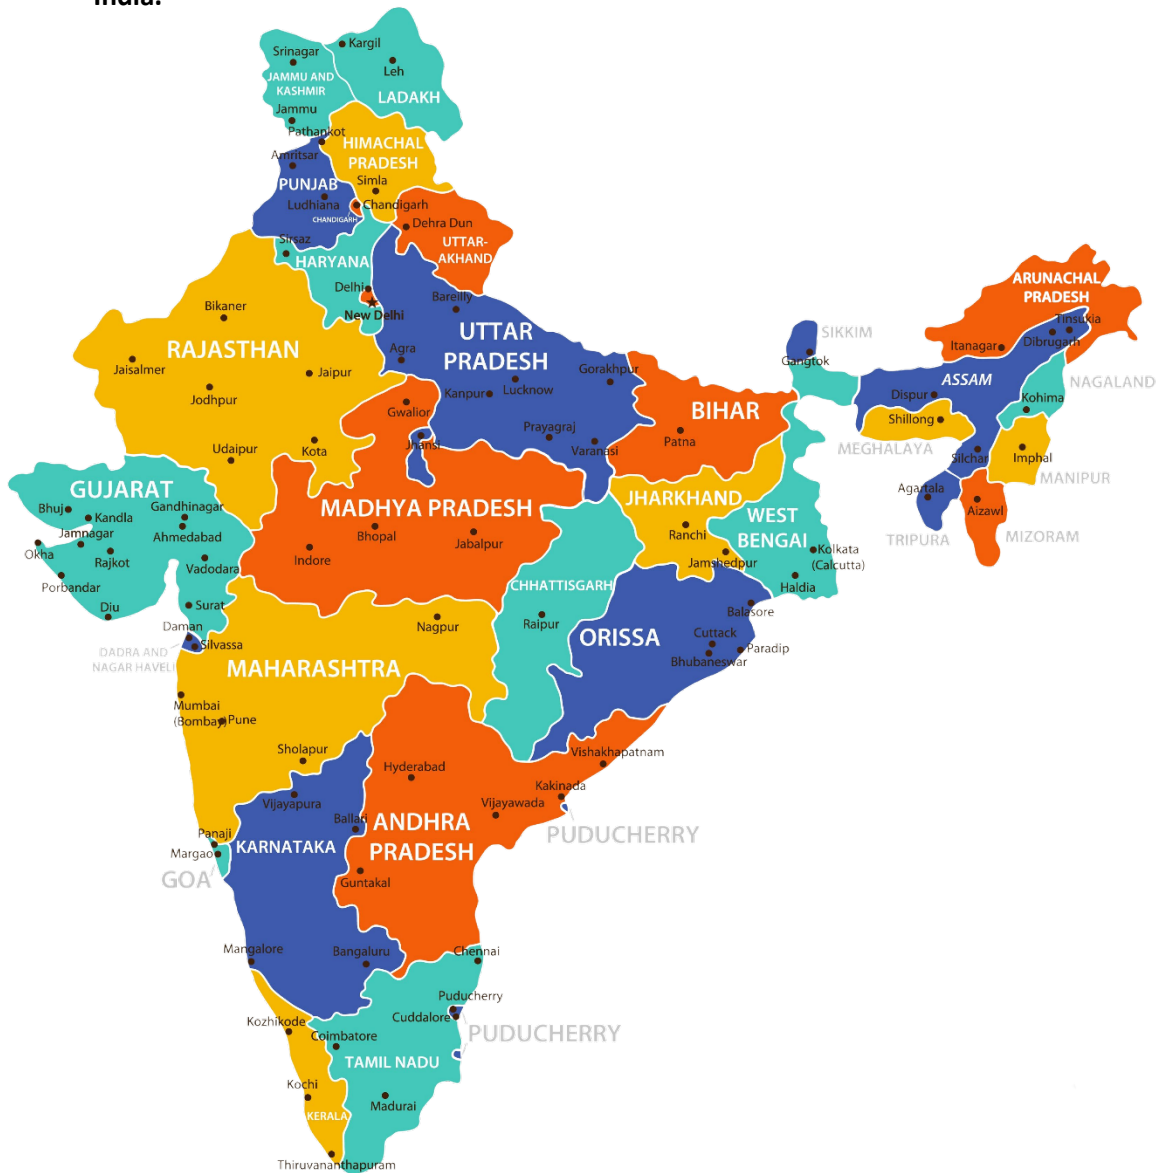 India.
Srinagar
Kargil
Leh
JAMMU AND
KASHMIR
LADAKH
Jammu
Pathankot
HIMACHAL
PRADESH
Amritsar
PUNJAB
Simla
Ludhiana
Chandigarh
CHANDIGARH
Dehra Dun
UTTAR-
AKHAND
Sirsaz
HARYANA
Delhi
New Delhi
Bareilly
Bikaner
RAJASTHAN
UTTAR
PRADESH
Jaisalmer
Jaipur
Jodhpur
Agra
Gorakhpur
Kanpur
Lucknow
Gwalior
Prayagraj
Varanasi
Jhansi
Udaipur
Kota
BIHAR
Patna
SIKKIM
Gangtok
ARUNACHAL
PRADESH
Tinsukia
Dibrugarh
Itanagar
ASSAM
NAGALAND
Dispur
Kohima
Shillong
MEGHALAYA
Silchar
Imphal
MANIPUR
Agartala
Aizawl
TRIPURA
MIZORAM
GUJARAT
Bhuj
Kandla
Gandhinagar
Jamnagar
Ahmedabad
Okha
Rajkot
Vadodara
Porbandar
Diu
Surat
MADHYA PRADESH
Bhopal
Jabalpur
Indore
JHARKHAND
Ranchi
Jamshedpur
WEST
BENGAI
Kolkata
(Calcutta)
Haldia
CHHATTISGARH
Raipur
Balasore
ORISSA
Cuttack
Bhubaneswar
Paradip
Daman
Silvassa
DADRA AND
NAGAR HAVELI
Nagpur
MAHARASHTRA
Mumbai
(Bombay)
Pune
Sholapur
Vishakhapatnam
Hyderabad
Kakinada
Vijayawada
Vijayapura
Ballari
ANDHRA
PRADESH
PUDUCHERRY
Panaji
Margao
GOA
KARNATAKA
Guntakal
Mangalore
Bangaluru
Chennai
Puducherry
Cuddalore
PUDUCHERRY
Kozhikode
Coimbatore
TAMIL NADU
Kochi
Madurai
KERALA
Thiruvananthapuram